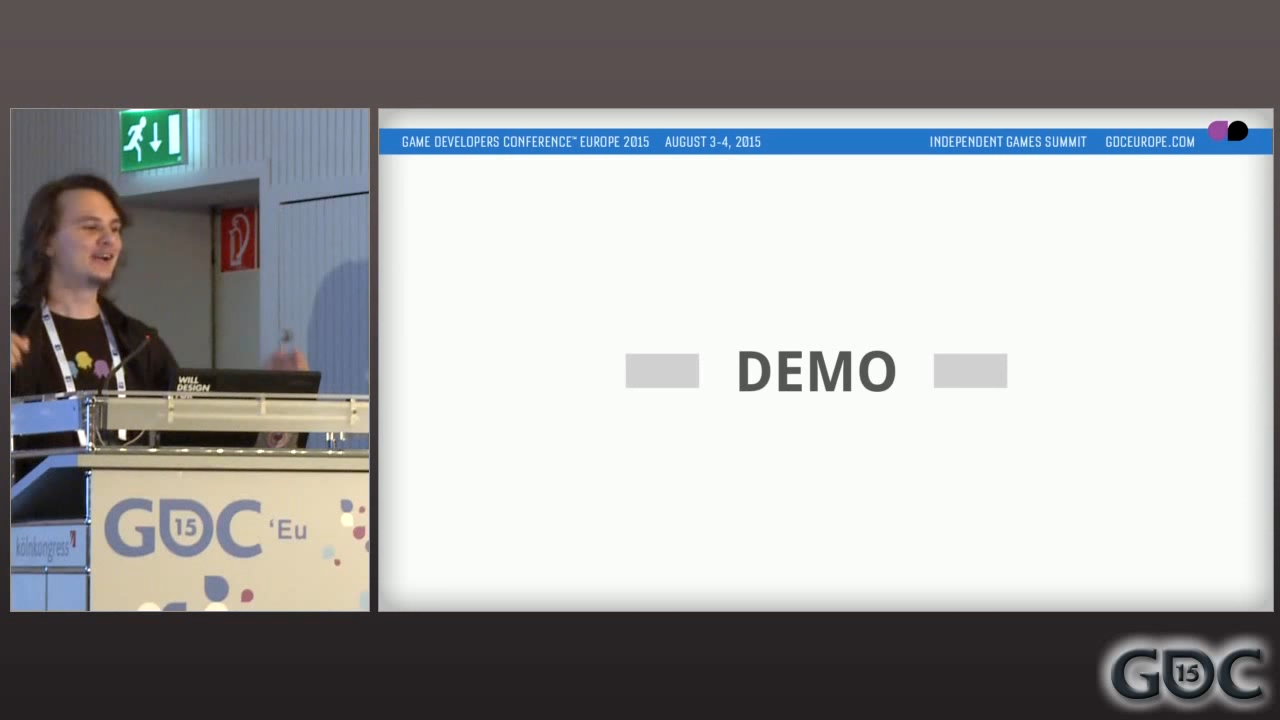 GAME DEVELOPERS CONFERENCE™ EUROPE 2015 AUGUST 3-4, 2015 INDEPENDENT GAMES SUMMIT GDCEUROPE.COM
DEMO
WILL
DESIGN
GDC 15 'Eu
kölnkongress
GDC 15